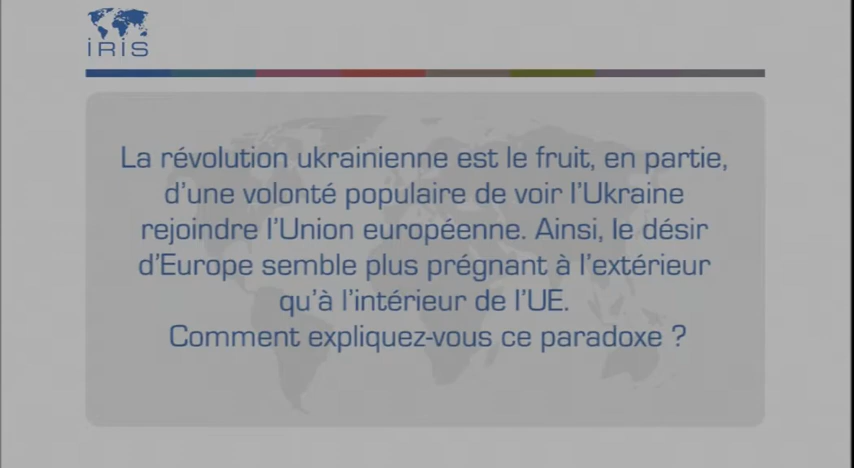 iRiS
La révolution ukrainienne est le fruit, en partie,
d'une volonté populaire de voir l'Ukraine
rejoindre l'Union européenne. Ainsi, le désir
d'Europe semble plus prégnant à l'extérieur
qu'à l'intérieur de l'UE.
Comment expliquez-vous ce paradoxe ?